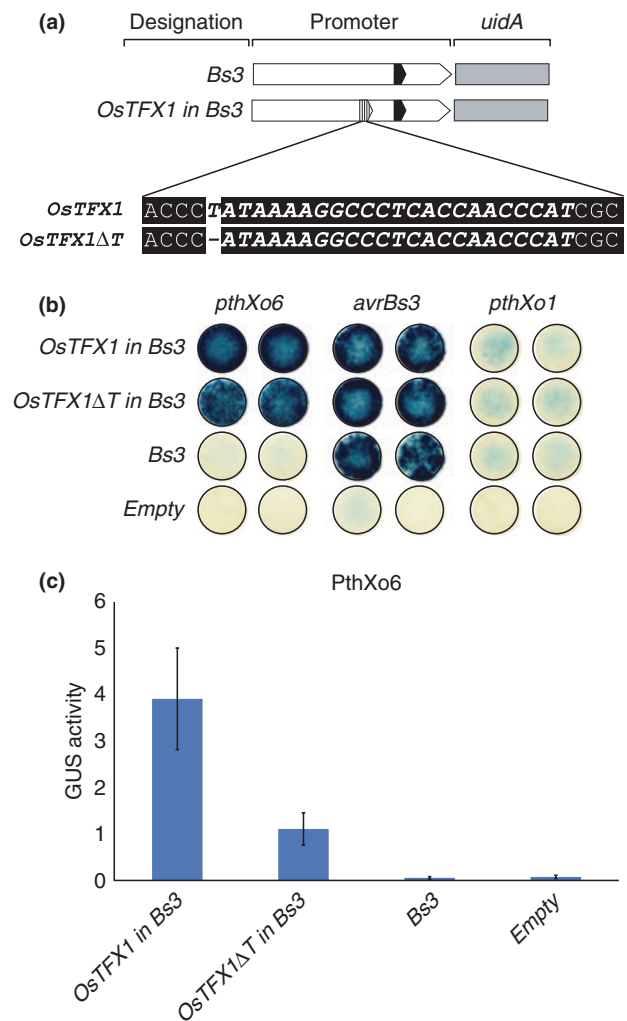 (a) Designation Promoter uidA
Bs3
OsTFX1 in Bs3
OsTFX1 ACCCTATAAAAGGCCCTCACCAACCCATCGC
OsTFX1ΔT ACCC-ATAAAAGGCCCTCACCAACCCATCGC
(b) pthXo6 avrBs3 pthXo1
OsTFX1 in Bs3
OsTFX1ΔT in Bs3
Bs3
Empty
(c) PthXo6
GUS activity
6
5
4
3
2
1
0
OsTFX1 in Bs3
OsTFX1ΔT in Bs3
Bs3
Empty